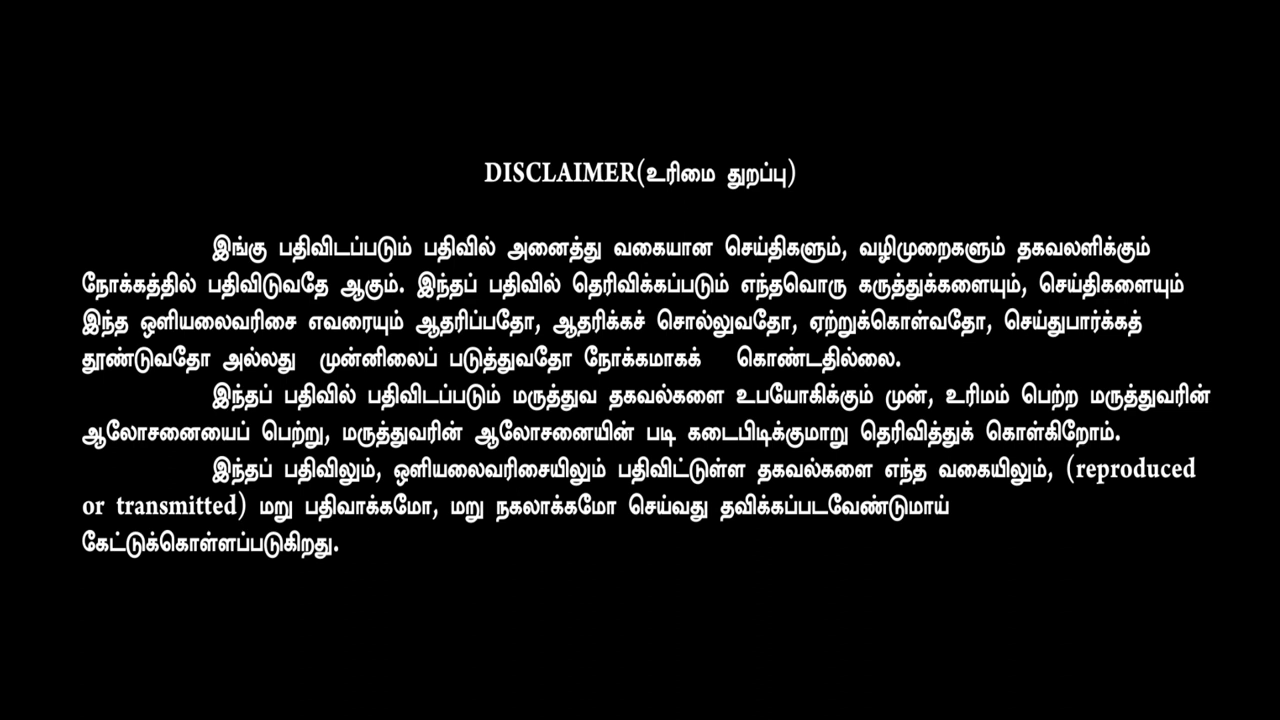 DISCLAIMER(உரிமை துறப்பு)
இங்கு பதிவிடப்படும் பதிவில் அனைத்து வகையான செய்திகளும், வழிமுறைகளும் தகவலளிக்கும்
நோக்கத்தில் பதிவிடுவதே ஆகும். இந்தப் பதிவில் தெரிவிக்கப்படும் எந்தவொரு கருத்துக்களையும், செய்திகளையும்
இந்த ஒளியலைவரிசை எவரையும் ஆதரிப்பதோ, ஆதரிக்கச் சொல்லுவதோ, ஏற்றுக்கொள்வதோ, செய்துபார்க்கத்
தூண்டுவதோ அல்லது முன்னிலைப் படுத்துவதோ நோக்கமாகக் கொண்டதில்லை.
இந்தப் பதிவில் பதிவிடப்படும் மருத்துவ தகவல்களை உபயோகிக்கும் முன், உரிமம் பெற்ற மருத்துவரின்
ஆலோசனையைப் பெற்று, மருத்துவரின் ஆலோசனையின் படி கடைபிடிக்குமாறு தெரிவித்துக் கொள்கிறோம்.
இந்தப் பதிவிலும், ஒளியலைவரிசையிலும் பதிவிட்டுள்ள தகவல்களை எந்த வகையிலும், (reproduced
or transmitted) மறு பதிவாக்கமோ, மறு நகலாக்கமோ செய்வது தவிக்கப்படவேண்டுமாய்
கேட்டுக்கொள்ளப்படுகிறது.